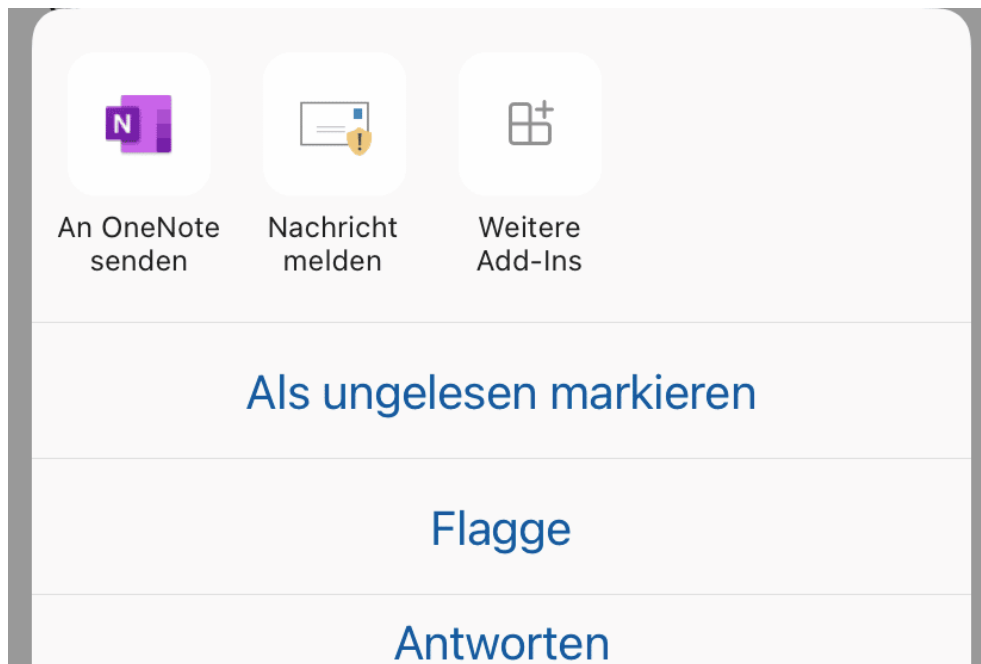 N
An OneNote
senden
Nachricht
melden
Weitere
Add-Ins
Als ungelesen markieren
Flagge
Antworten